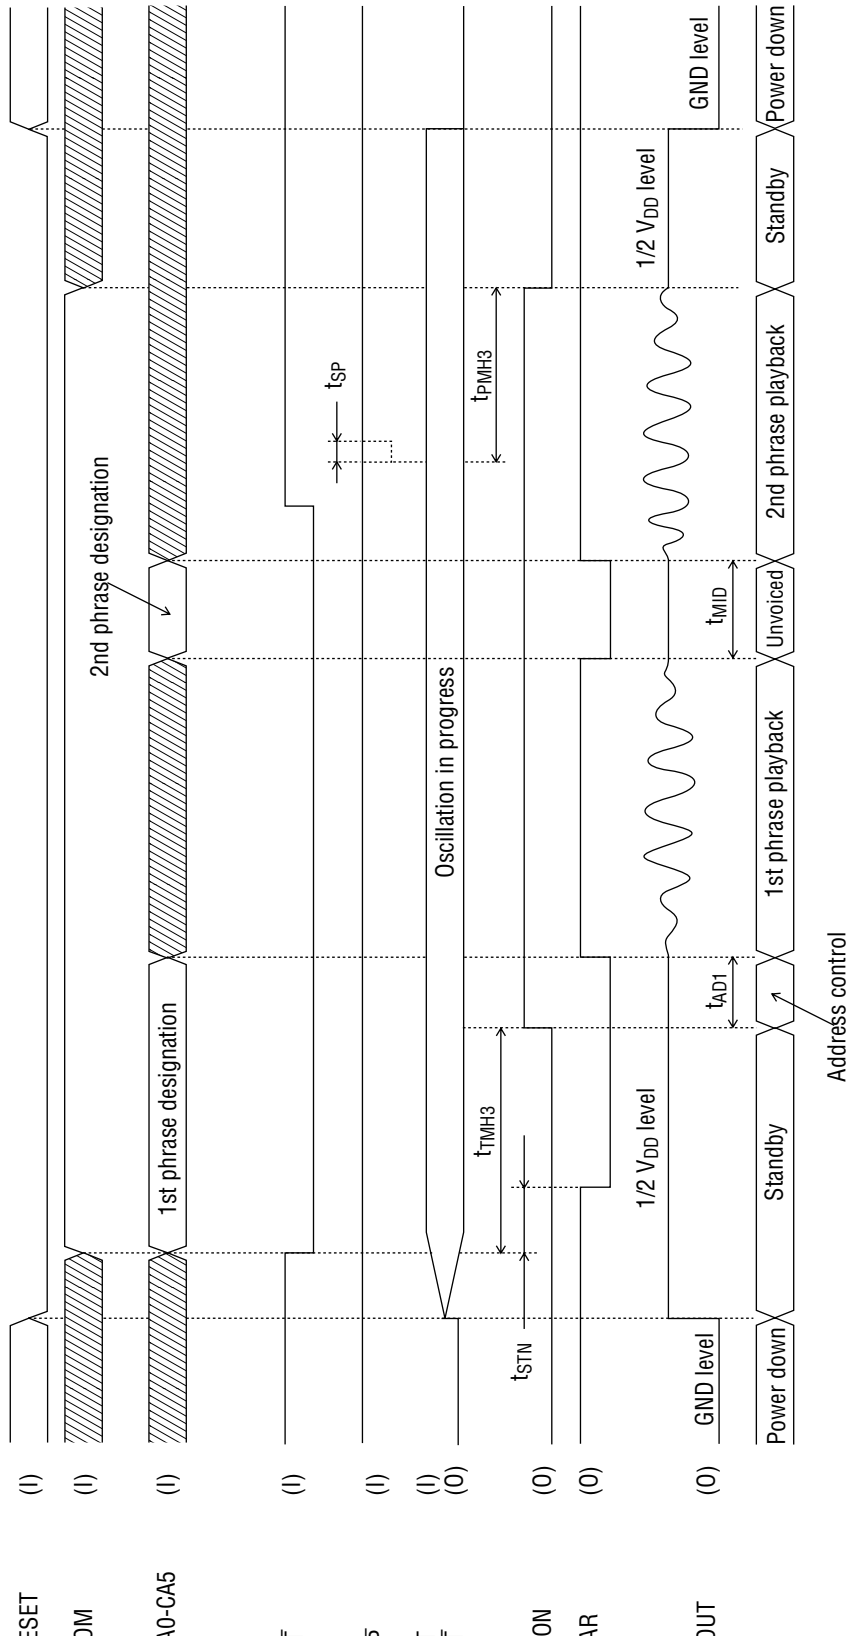 (I)
(I)
A0-CA5 (I)
(I)
(I)
(I)
(O)
ON (O)
AR (O)
OUT (O)
2nd phrase designation
1st phrase designation
tSP
Oscillation in progress
tTMH3
tPMH3
tSTN
GND level
1/2 VDD level
1/2 VDD level
GND level
tAD1
tMID
Power down
Standby
1st phrase playback
Unvoiced
2nd phrase playback
Standby
Power down
Address control